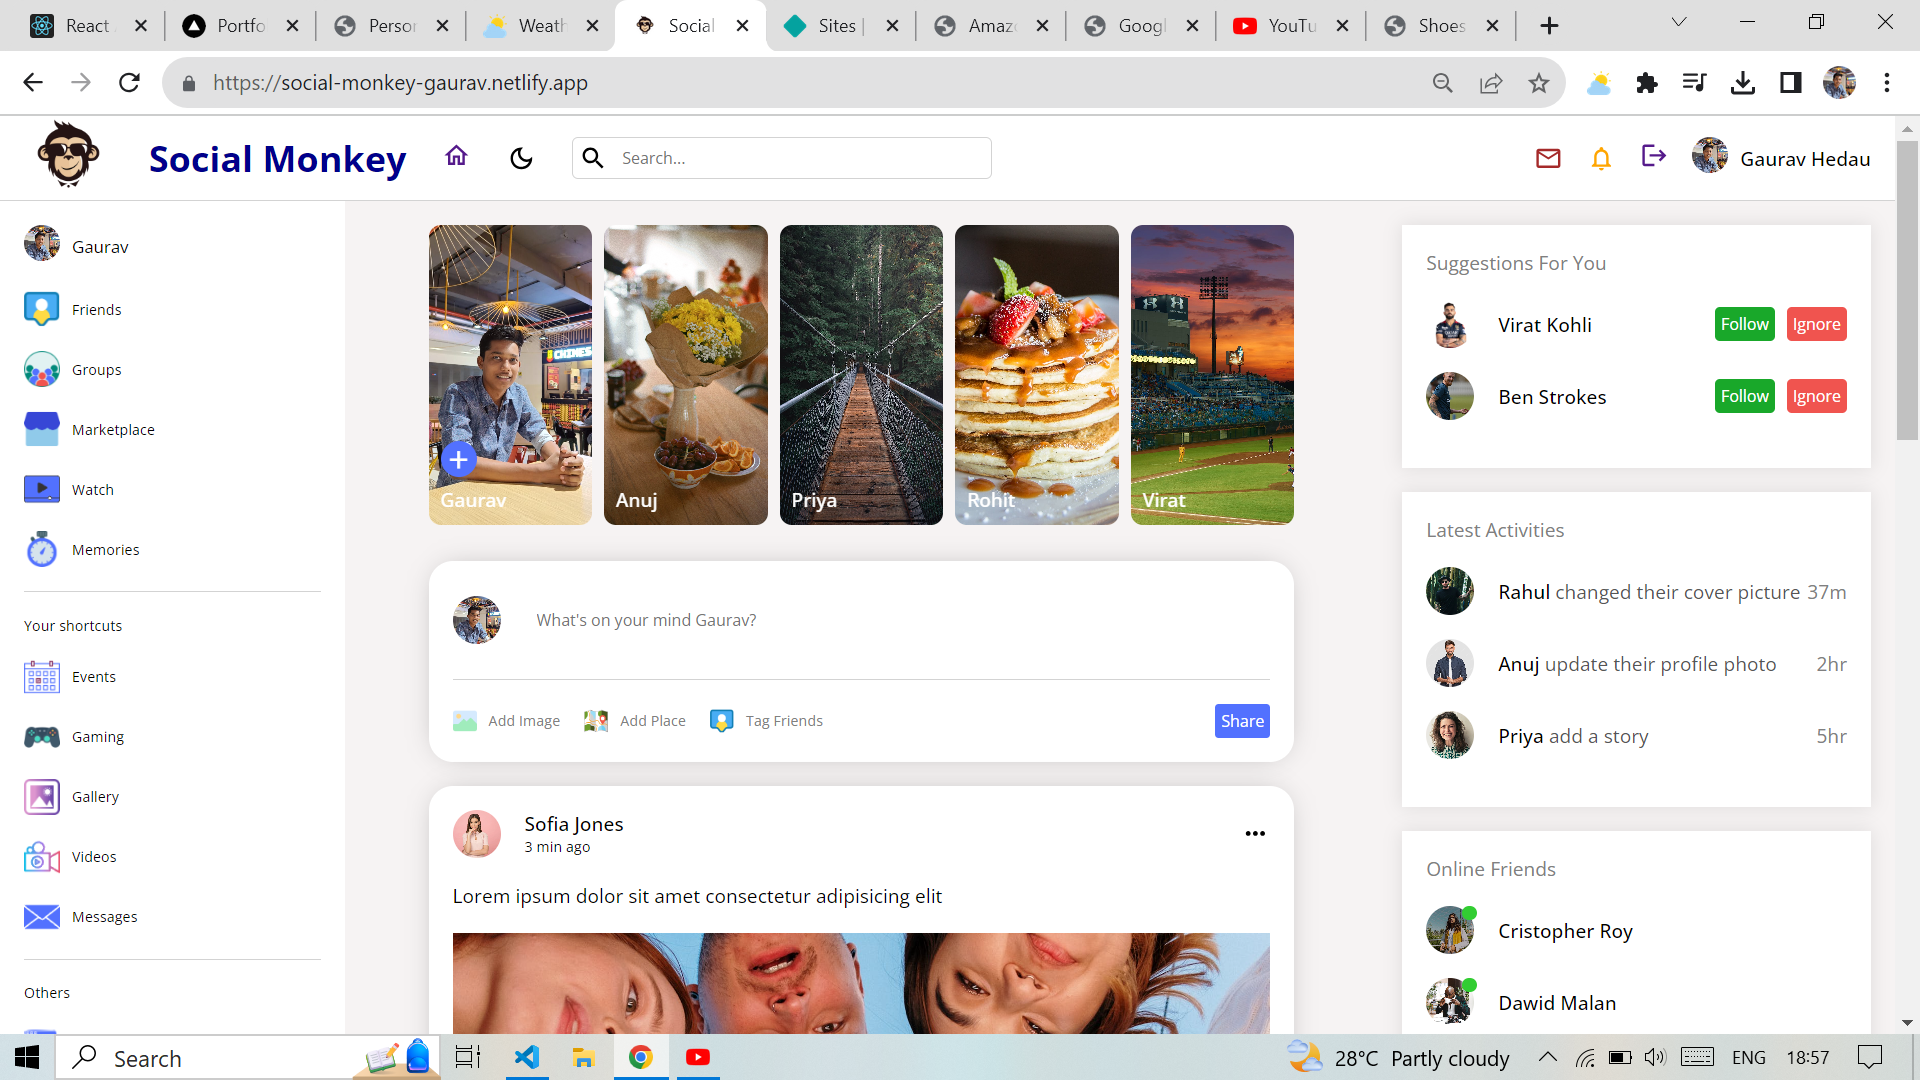 React
Portfo
Person
Weath
Social
Sites |
Amazo
Googl
YouTu
Shoes
https://social-monkey-gaurav.netlify.app
Social Monkey
Search...
Gaurav Hedau
Gaurav
Friends
Groups
Marketplace
Watch
Memories
Your shortcuts
Events
Gaming
Gallery
Videos
Messages
Others
Gaurav
Anuj
Priya
Rohit
Virat
What's on your mind Gaurav?
Add Image
Add Place
Tag Friends
Share
Sofia Jones
3 min ago
Lorem ipsum dolor sit amet consectetur adipisicing elit
Suggestions For You
Virat Kohli Follow Ignore
Ben Strokes Follow Ignore
Latest Activities
Rahul changed their cover picture 37m
Anuj update their profile photo 2hr
Priya add a story 5hr
Online Friends
Cristopher Roy
Dawid Malan
Search
28°C Partly cloudy
ENG
18:57